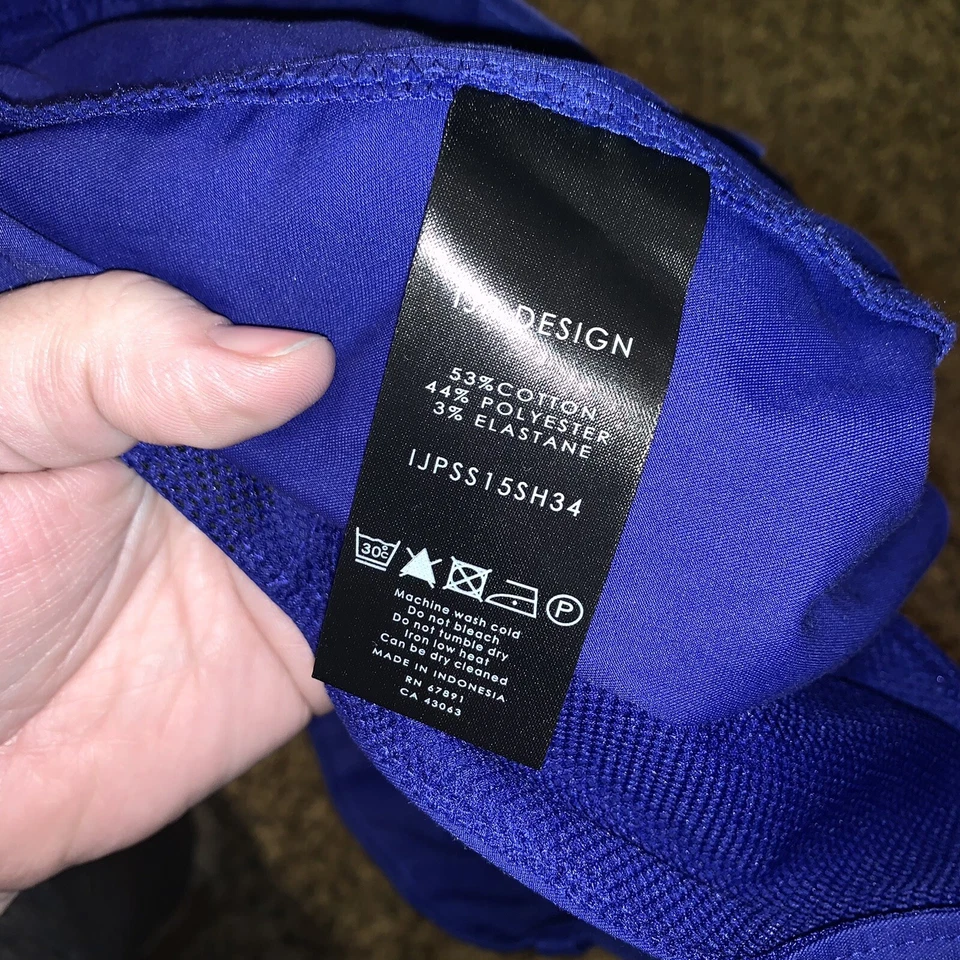 DESIGN
53%COTTON
44% POLYESTER
3% ELASTANE
IJPSS15SH34
30°C
P
Machine wash cold
Do not bleach
Do not tumble dry
Iron low heat
Can be dry cleaned
MADE IN INDONESIA
RN 67891
CA 43063